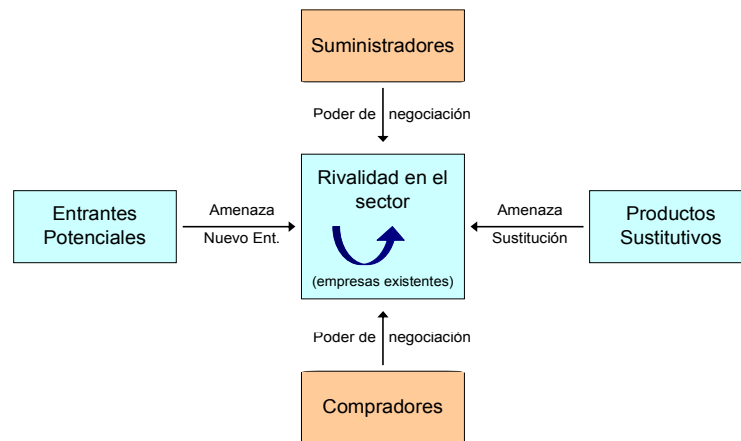 Suministradores
Poder de negociación
Rivalidad en el
sector
(empresas existentes)
Entrantes
Potenciales
Amenaza
Nuevo Ent.
Amenaza
Sustitución
Productos
Sustitutivos
Poder de negociación
Compradores